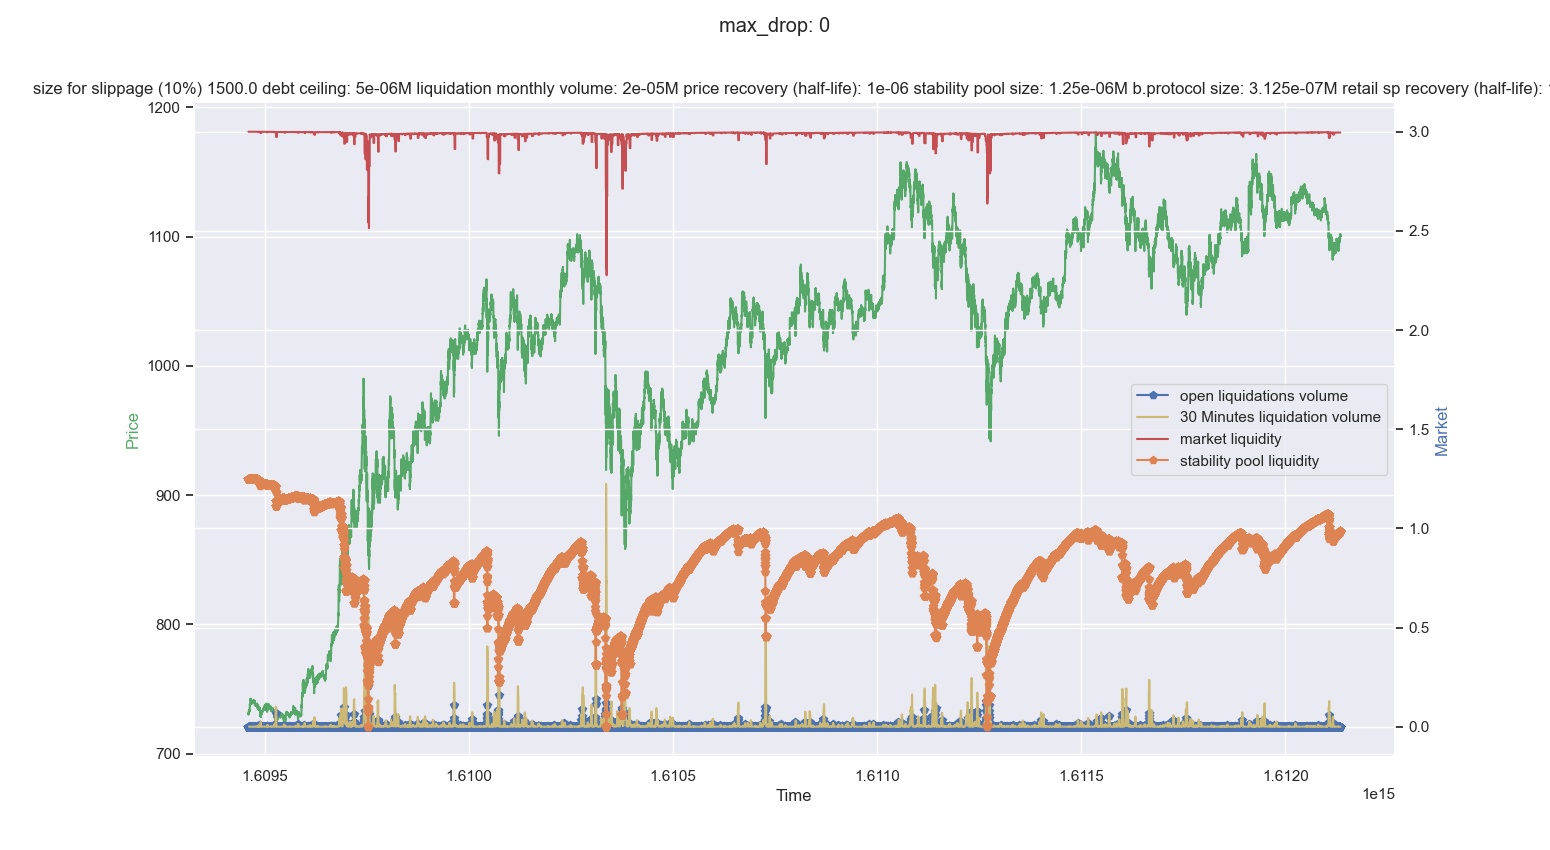 max_drop: 0
size for slippage (10%) 1500.0 debt ceiling: 5e-06M liquidation monthly volume: 2e-05M price recovery (half-life): 1e-06 stability pool size: 1.25e-06M b.protocol size: 3.125e-07M retail sp recovery (half-life):
1200
3.0
1100
2.5
1000
2.0
Price
Market
open liquidations volume
30 Minutes liquidation volume
market liquidity
stability pool liquidity
1.5
900
1.0
800
0.5
700
0.0
1.6095 1.6100 1.6105 1.6110 1.6115 1.6120
Time
1e15